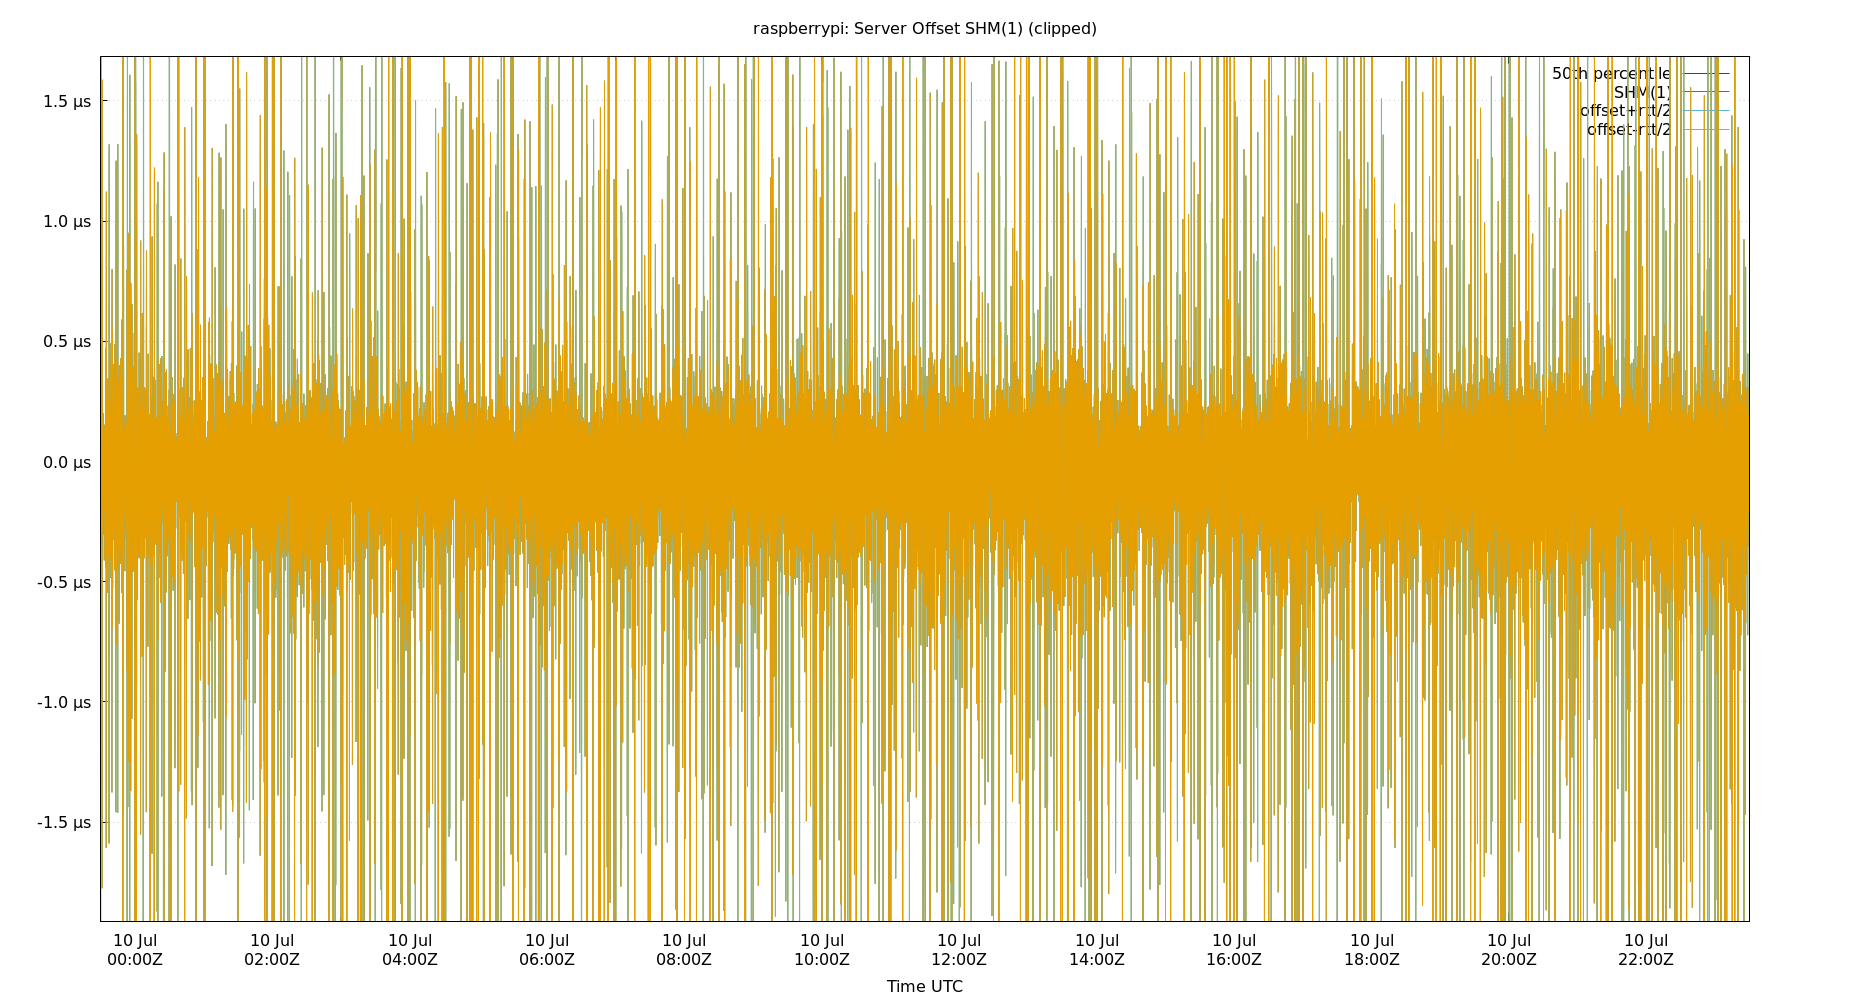 raspberrypi: Server Offset SHM(1) (clipped)
50th percentile
SHM(1)
offset+rtt/2
offset-rtt/2
1.5 µs
1.0 µs
0.5 µs
0.0 µs
-0.5 µs
-1.0 µs
-1.5 µs
10 Jul 10 Jul 10 Jul 10 Jul 10 Jul 10 Jul 10 Jul 10 Jul 10 Jul 10 Jul 10 Jul 10 Jul
00:00Z 02:00Z 04:00Z 06:00Z 08:00Z 10:00Z 12:00Z 14:00Z 16:00Z 18:00Z 20:00Z 22:00Z
Time UTC